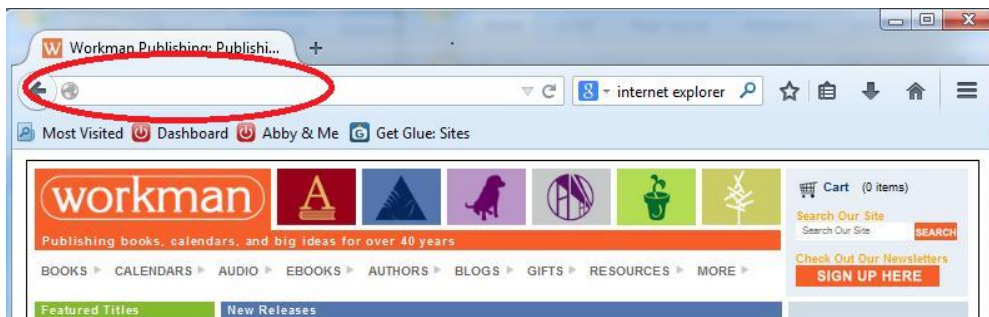 Workman Publishing: Publishi...
internet explorer
Most Visited Dashboard Abby & Me Get Glue: Sites
workman
A
Publishing books, calendars, and big ideas for over 40 years
BOOKS CALENDARS AUDIO EBOOKS AUTHORS BLOGS GIFTS RESOURCES MORE
Cart (0 items)
Search Our Site
Search Our Site SEARCH
Check Out Our Newsletters
SIGN UP HERE
Featured Titles New Releases